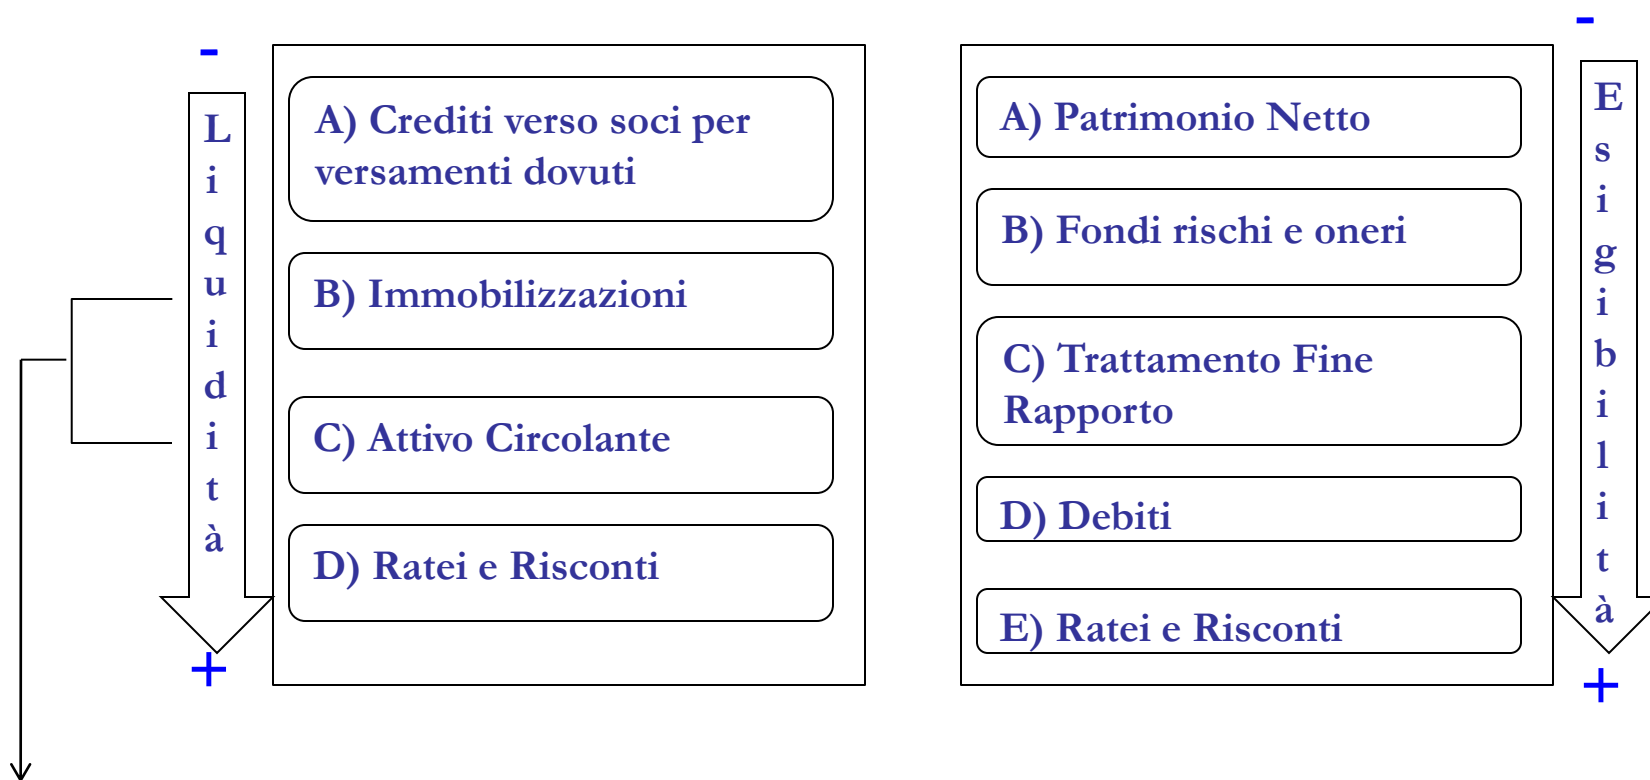 -
Liquidità
+
A) Crediti verso soci per
versamenti dovuti
B) Immobilizzazioni
C) Attivo Circolante
D) Ratei e Risconti
A) Patrimonio Netto
B) Fondi rischi e oneri
C) Trattamento Fine
Rapporto
D) Debiti
E) Ratei e Risconti
-
Esigibilità
+